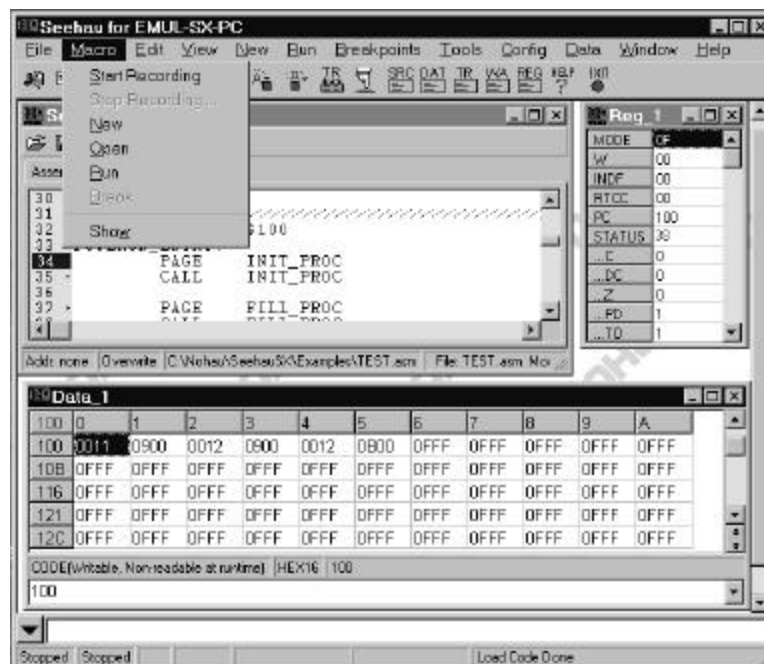 Seehau for EMUL-SX-PC
File Macro Edit View New Run Breakpoints Tools Config Data Window Help
Start Recording
Stop Recording...
New
Open
Run
Break
Show
TR SRC DAT TR WA REG
30
31
32 $100
33
34 PAGE INIT_PROC
35 CALL INIT_PROC
36
37 PAGE FILL_PROC
Addr: none Overwrite C:\Nohau\SeehauSX\Examples\TEST.asm File: TEST.asm
Reg_1
MODE 0F
W 00
INDF 00
RTCC 00
PC 100
STATUS 38
...C 0
...DC 0
...Z 0
...PD 1
...TO 1
Data_1
100 0 1 2 3 4 5 6 7 8 9 A
100 0011 0900 0012 0900 0012 0B00 0FFF 0FFF 0FFF 0FFF 0FFF
10B 0FFF 0FFF 0FFF 0FFF 0FFF 0FFF 0FFF 0FFF 0FFF 0FFF 0FFF
116 0FFF 0FFF 0FFF 0FFF 0FFF 0FFF 0FFF 0FFF 0FFF 0FFF 0FFF
121 0FFF 0FFF 0FFF 0FFF 0FFF 0FFF 0FFF 0FFF 0FFF 0FFF 0FFF
12C 0FFF 0FFF 0FFF 0FFF 0FFF 0FFF 0FFF 0FFF 0FFF 0FFF 0FFF
CODE(Writable, Non-readable at runtime) HEX16 100
100
Stopped Stopped Load Code Done